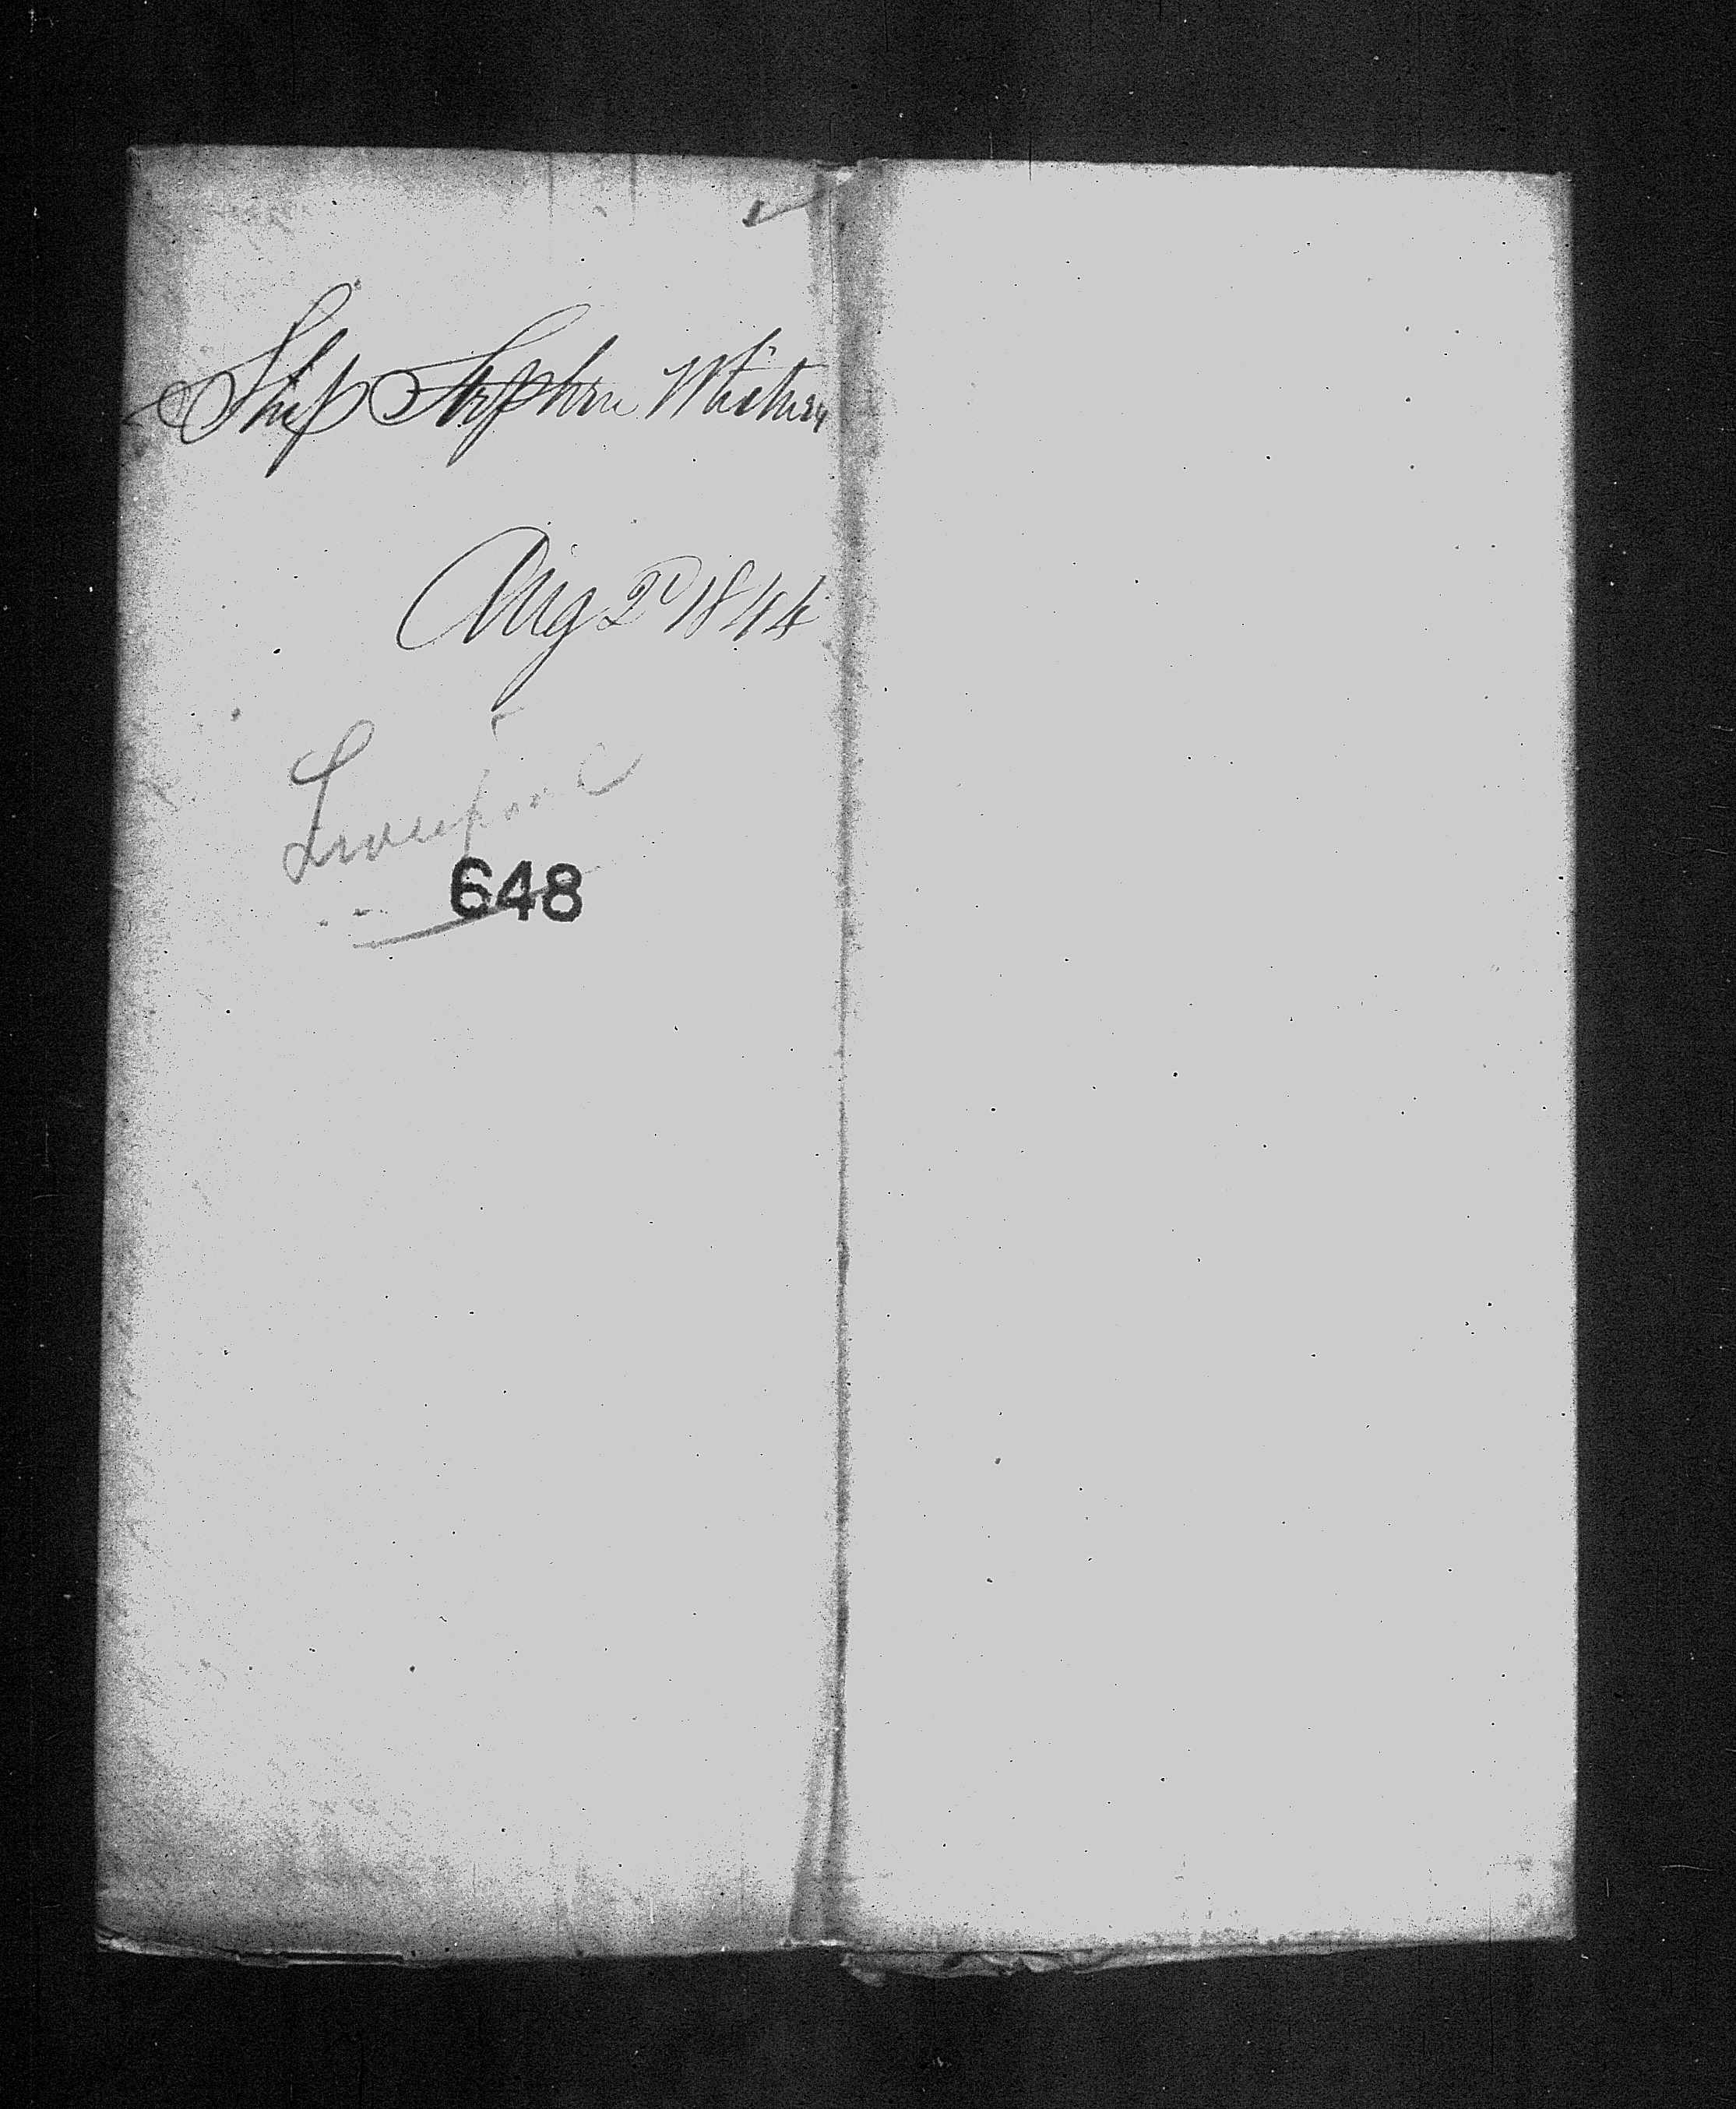 Ship Stephen Whitney
Aug 2D 1844
Liverpool
648